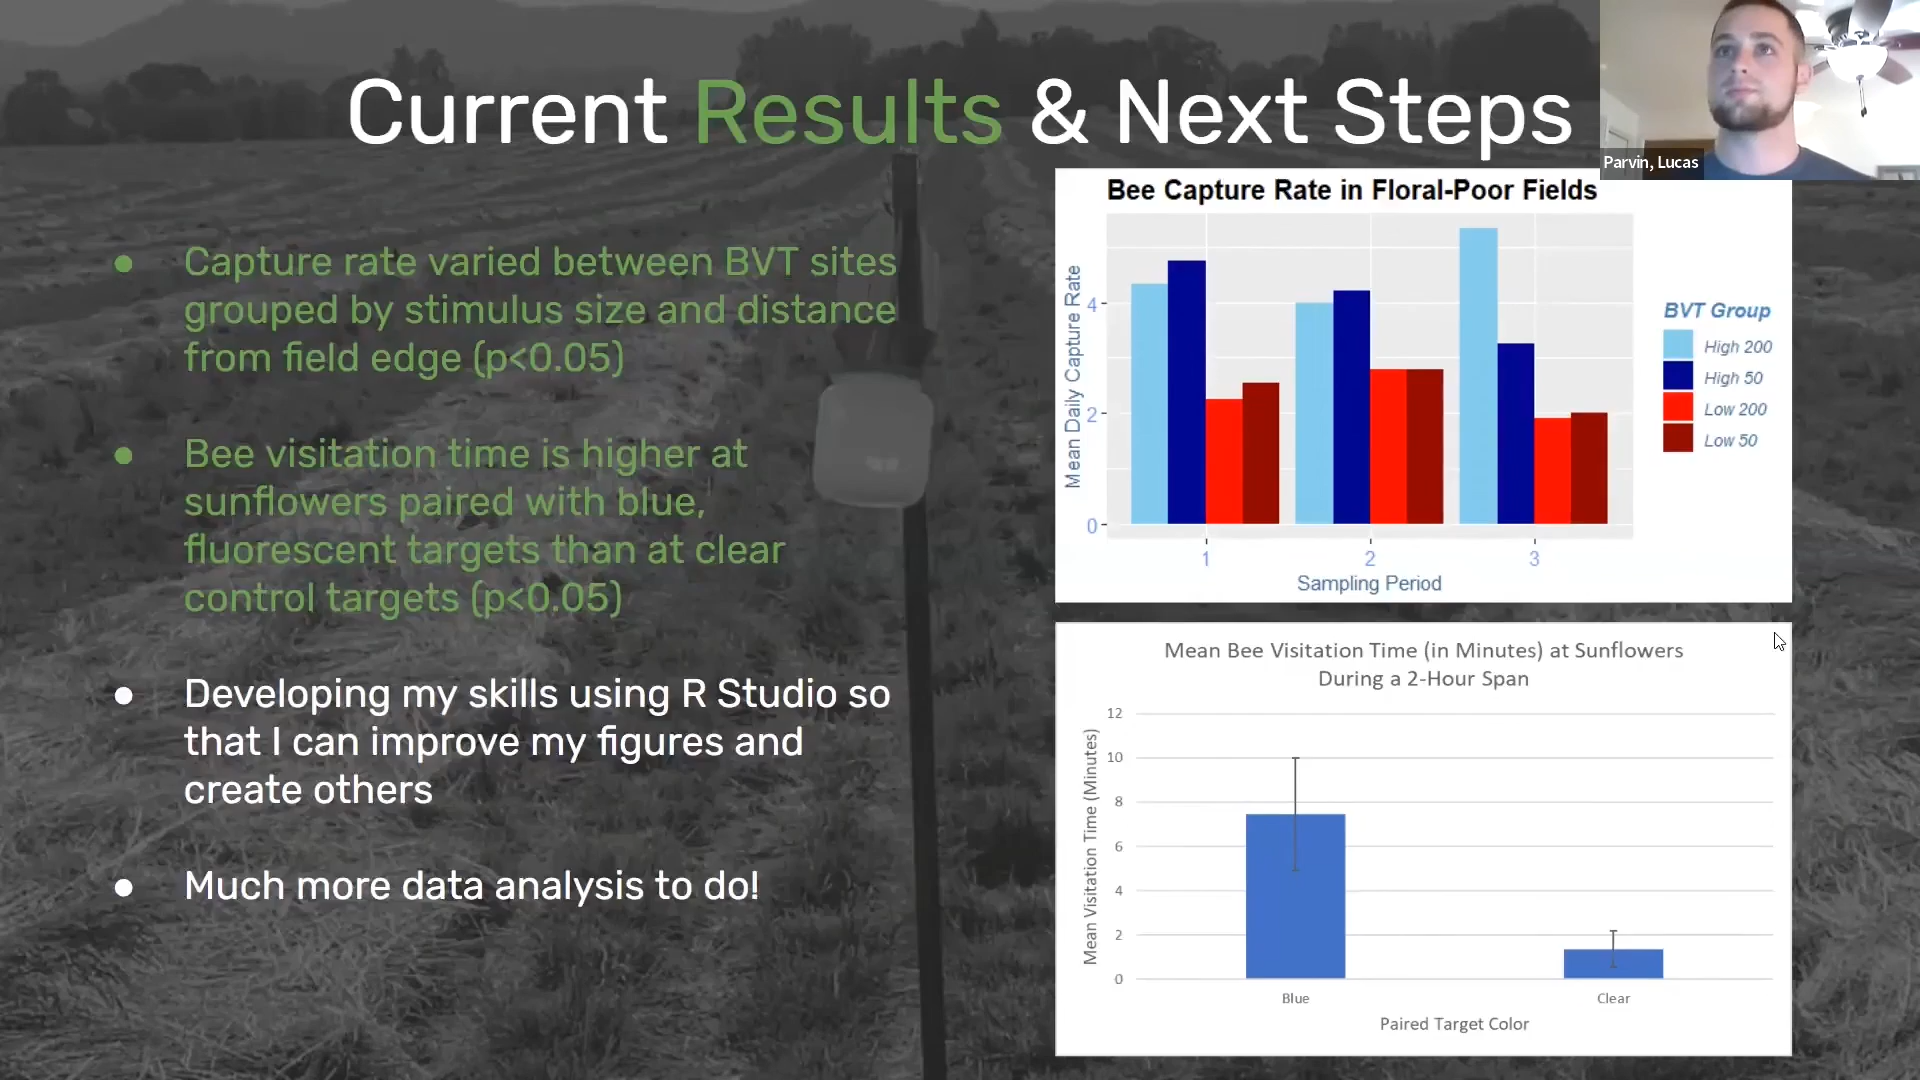 Current Results & Next Steps
Parvin, Lucas
● Capture rate varied between BVT sites
grouped by stimulus size and distance
from field edge (p<0.05)
● Bee visitation time is higher at
sunflowers paired with blue,
fluorescent targets than at clear
control targets (p<0.05)
● Developing my skills using R Studio so
that I can improve my figures and
create others
● Much more data analysis to do!
Bee Capture Rate in Floral-Poor Fields
Mean Daily Capture Rate
4
2
0
1 2 3
Sampling Period
BVT Group
High 200
High 50
Low 200
Low 50
Mean Bee Visitation Time (in Minutes) at Sunflowers
During a 2-Hour Span
Mean Visitation Time (Minutes)
12
10
8
6
4
2
0
Blue Clear
Paired Target Color